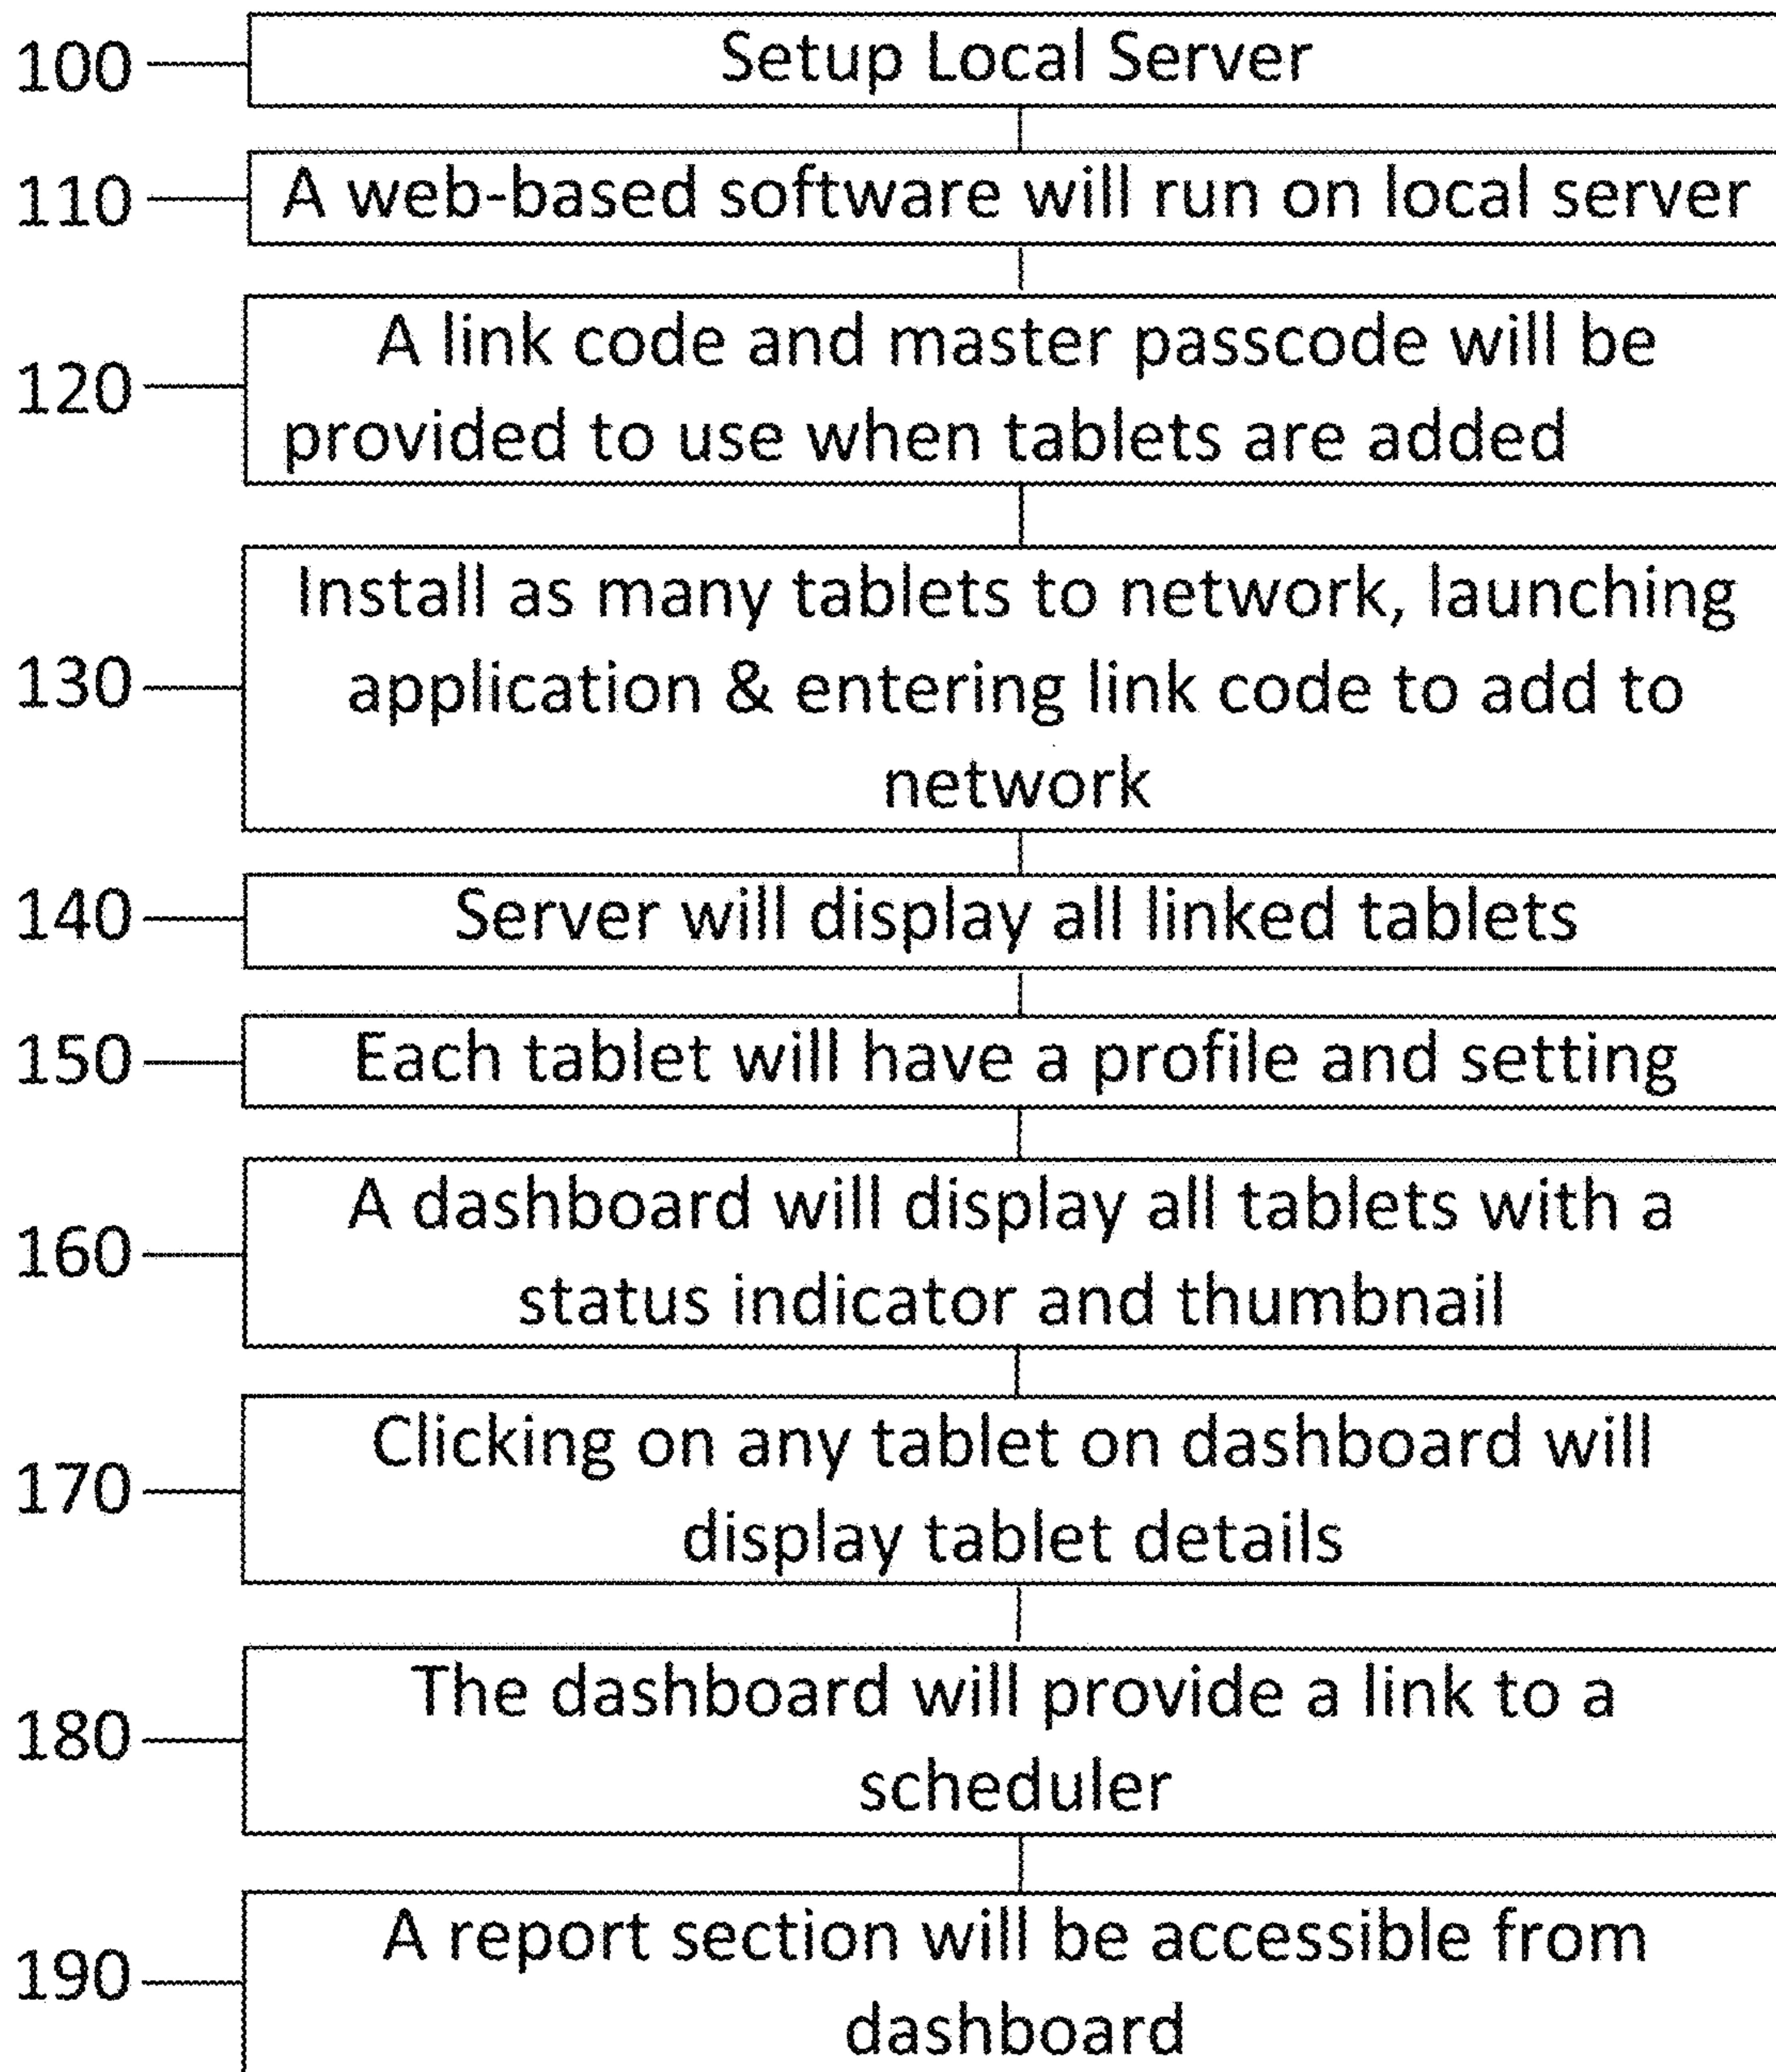 100 Setup Local Server
110 A web-based software will run on local server
A link code and master passcode will be
120
provided to use when tablets are added
Install as many tablets to network, launching
130 application & entering link code to add to
network
140 Server will display all linked tablets
150 Each tablet will have a profile and setting
A dashboard will display all tablets with a
160
status indicator and thumbnail
Clicking on any tablet on dashboard will
170
display tablet details
The dashboard will provide a link to a
180
scheduler
A report section will be accessible from
190
dashboard